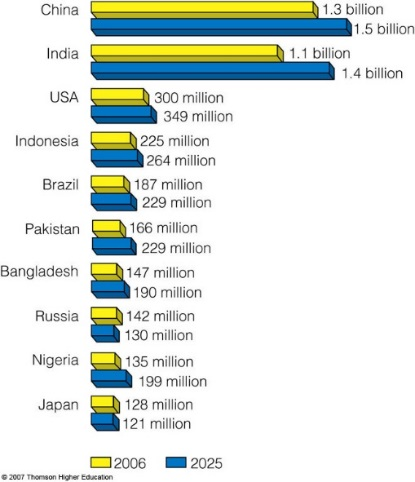 China
1.3 billion
1.5 billion
India
1.1 billion
1.4 billion
USA
300 million
349 million
Indonesia
225 million
264 million
Brazil
187 million
229 million
Pakistan
166 million
229 million
Bangladesh
147 million
190 million
Russia
142 million
130 million
Nigeria
135 million
199 million
Japan
128 million
121 million
2006 2025
© 2007 Thomson Higher Education